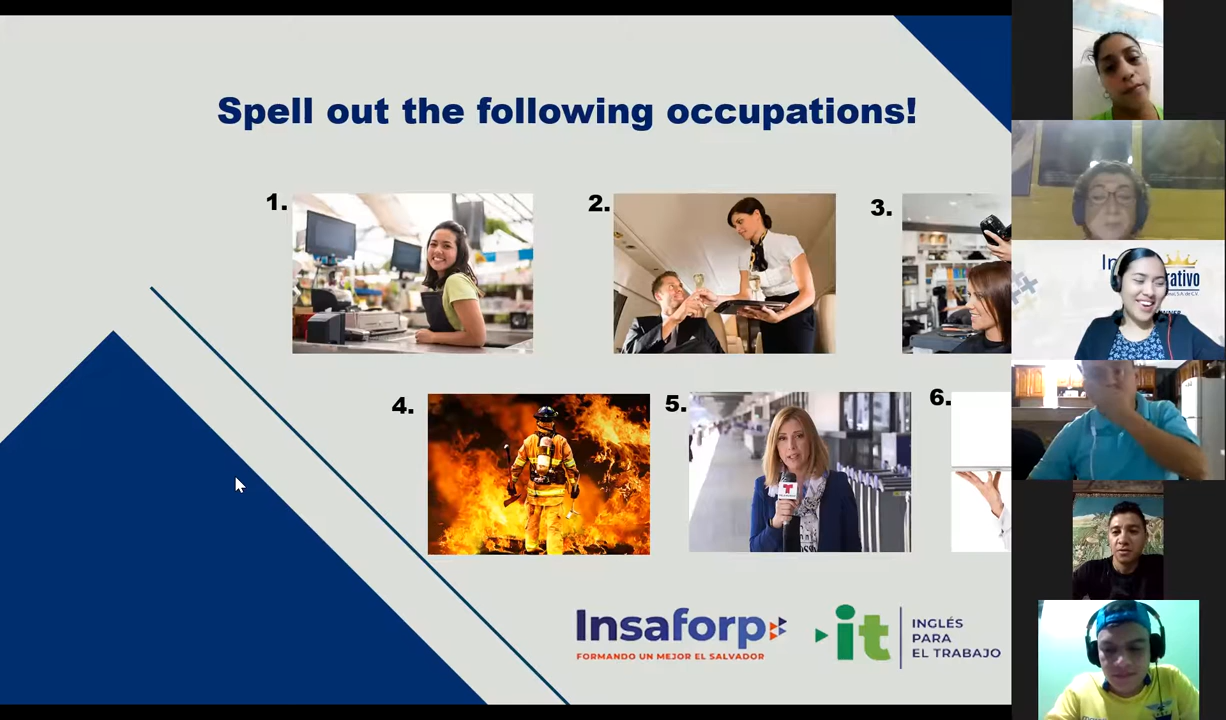 Spell out the following occupations!
1.
2.
3.
4.
5.
6.
Insaforp
FORMANDO UN MEJOR EL SALVADOR
it
INGLÉS
PARA
EL TRABAJO